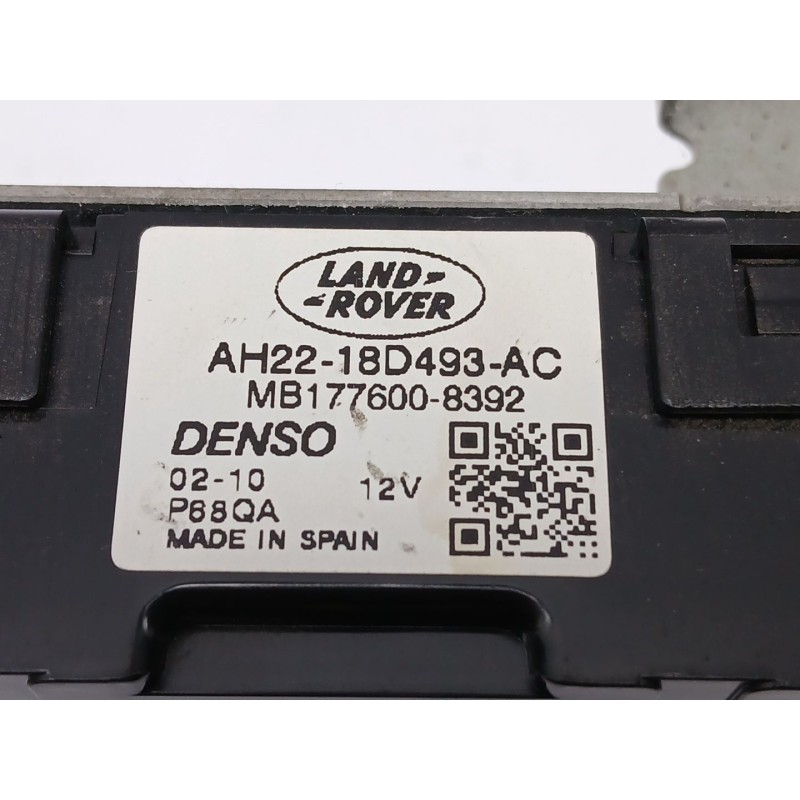 LAND-
-ROVER
AH22-18D493-AC
MB177600-8392
DENSO
02-10 12V
P68QA
MADE IN SPAIN